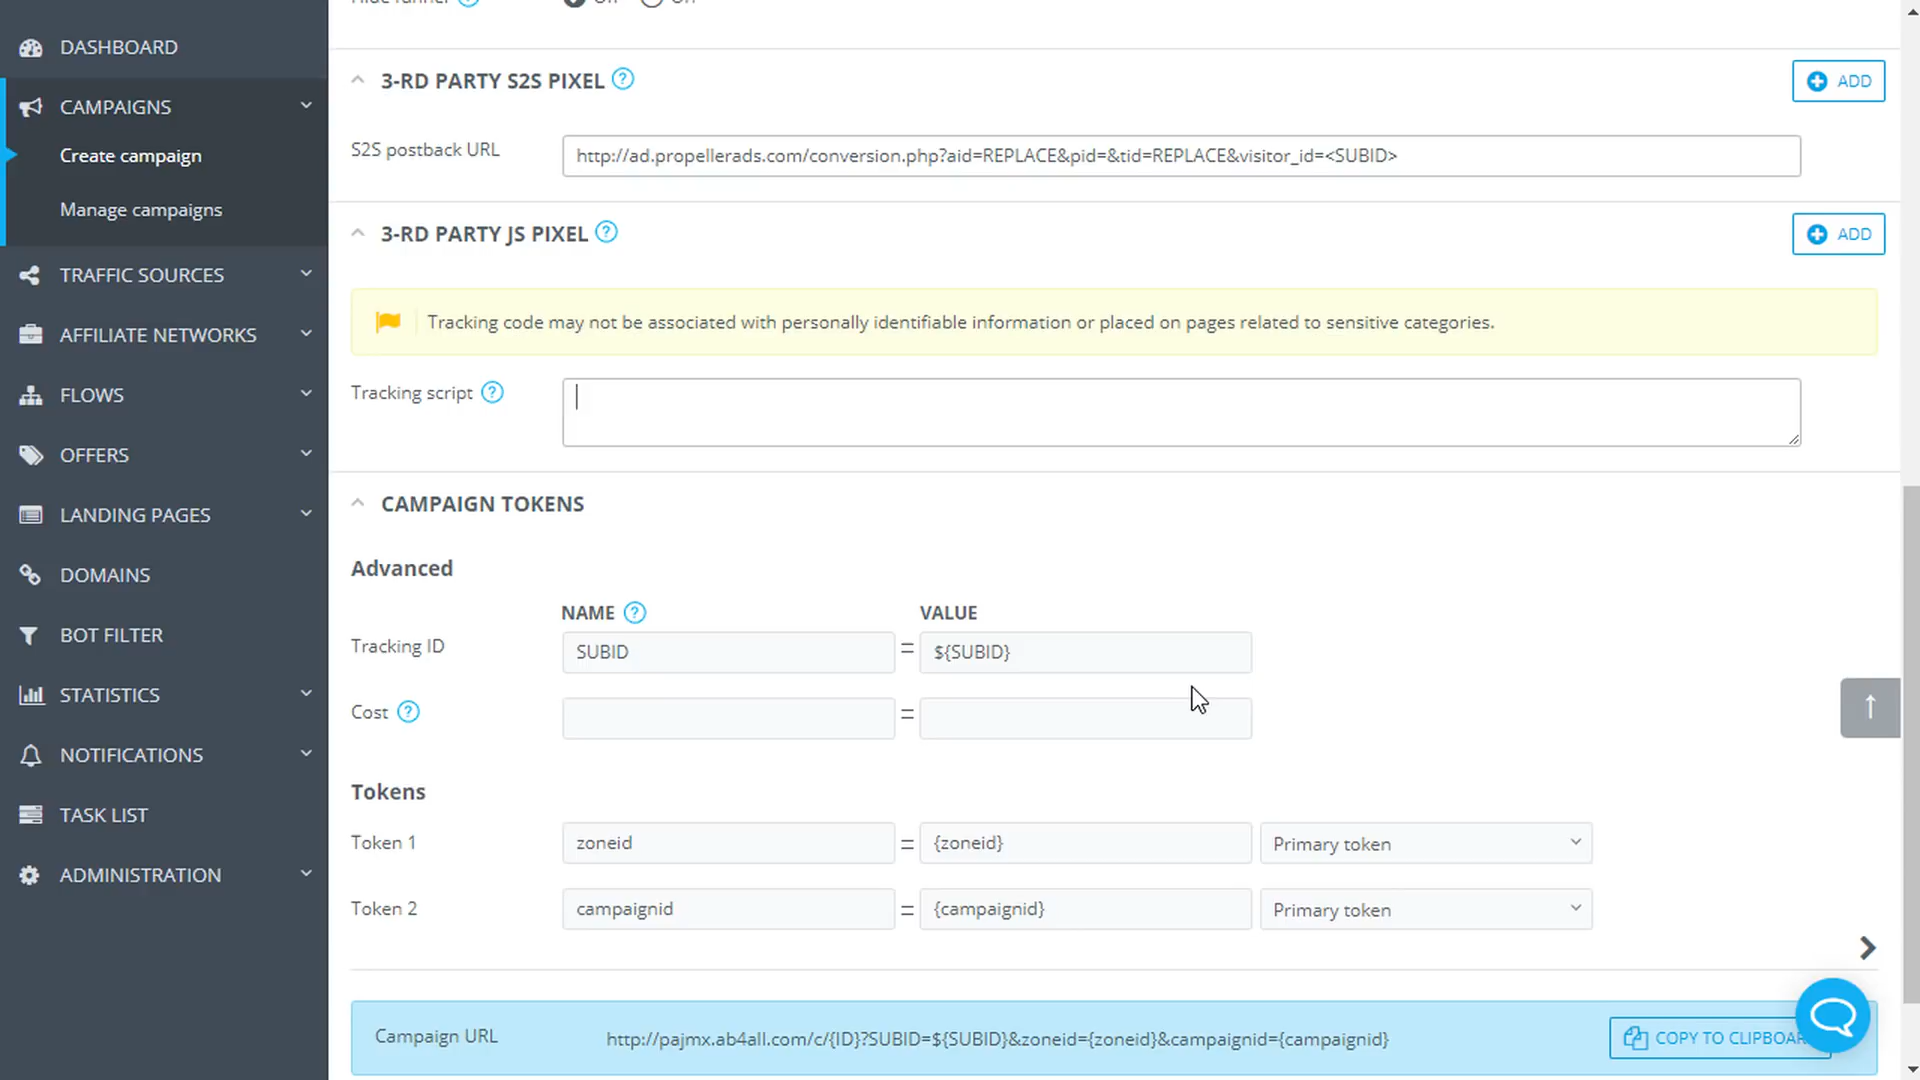 DASHBOARD
CAMPAIGNS
Create campaign
Manage campaigns
TRAFFIC SOURCES
AFFILIATE NETWORKS
FLOWS
OFFERS
LANDING PAGES
DOMAINS
BOT FILTER
STATISTICS
NOTIFICATIONS
TASK LIST
ADMINISTRATION
3-RD PARTY S2S PIXEL ?
ADD
S2S postback URL
http://ad.propellerads.com/conversion.php?aid=REPLACE&pid=&tid=REPLACE&visitor_id=<SUBID>
3-RD PARTY JS PIXEL ?
ADD
Tracking code may not be associated with personally identifiable information or placed on pages related to sensitive categories.
Tracking script ?
CAMPAIGN TOKENS
Advanced
NAME ? VALUE
Tracking ID SUBID = ${SUBID}
Cost ? =
Tokens
Token 1 zoneid = {zoneid} Primary token
Token 2 campaignid = {campaignid} Primary token
Campaign URL http://pajmx.ab4all.com/c/{ID}?SUBID=${SUBID}&zoneid={zoneid}&campaignid={campaignid}
COPY TO CLIPBOAR